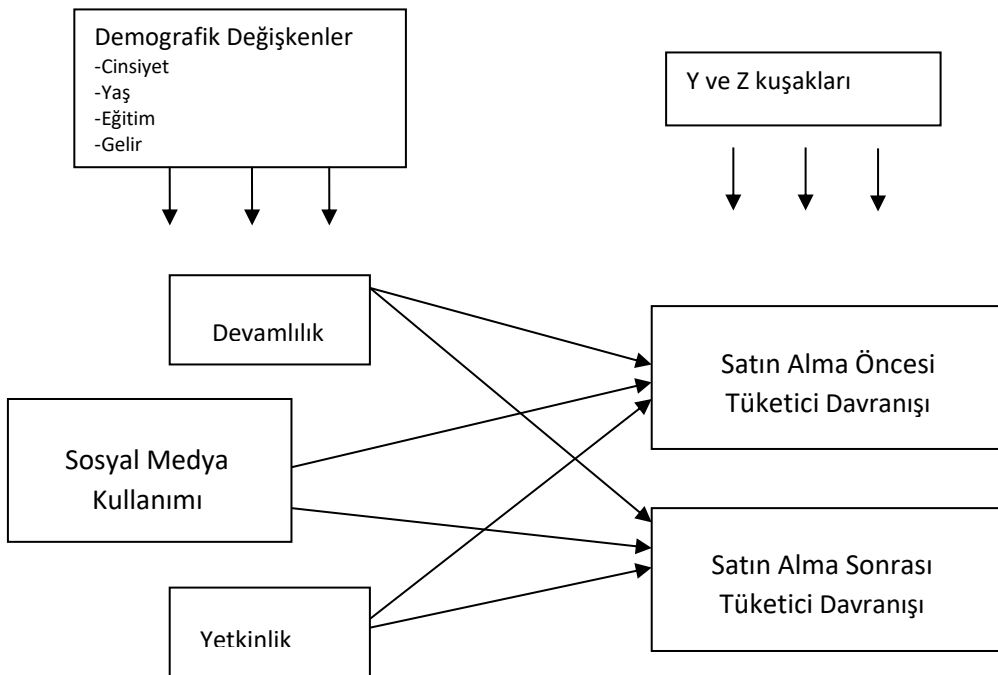 Demografik Değişkenler
-Cinsiyet
-Yaş
-Eğitim
-Gelir
Y ve Z kuşakları
Devamlılık
Satın Alma Öncesi
Tüketici Davranışı
Sosyal Medya
Kullanımı
Satın Alma Sonrası
Tüketici Davranışı
Yetkinlik